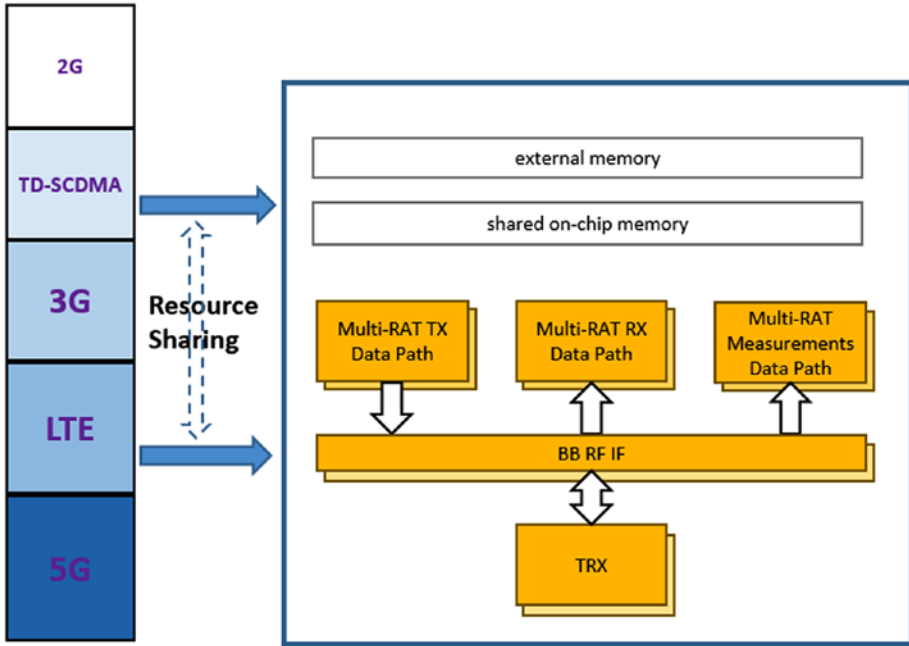 2G
TD-SCDMA
3G
LTE
5G
Resource
Sharing
external memory
shared on-chip memory
Multi-RAT TX
Data Path
Multi-RAT RX
Data Path
Multi-RAT
Measurements
Data Path
BB RF IF
TRX